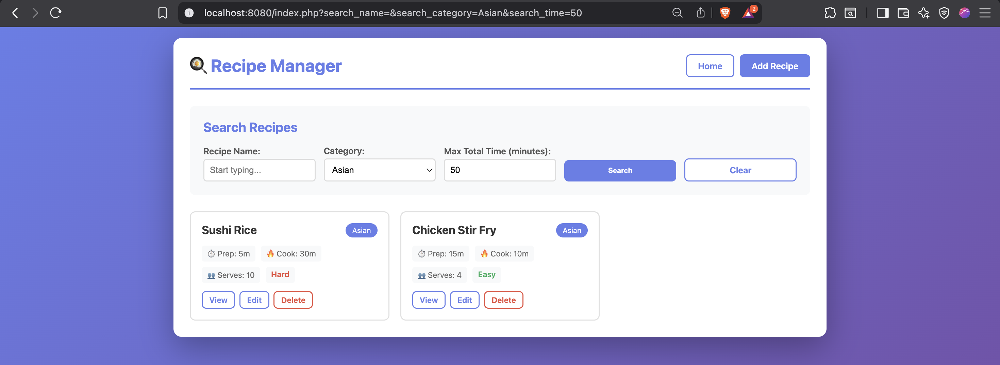 localhost:8080/index.php?search_name=&search_category=Asian&search_time=50
2
Recipe Manager
Home
Add Recipe
Search Recipes
Recipe Name:
Category:
Max Total Time (minutes):
Start typing...
Asian
50
Search
Clear
Sushi Rice
Asian
Prep: 5m
Cook: 30m
Serves: 10
Hard
View
Edit
Delete
Chicken Stir Fry
Asian
Prep: 15m
Cook: 10m
Serves: 4
Easy
View
Edit
Delete